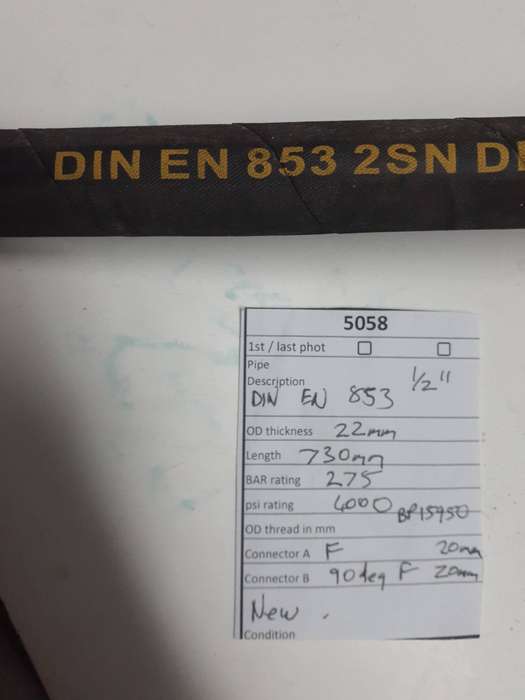 DIN EN 853 2SN D
5058
1st / last phot
Pipe
Description 1/2"
DIN EN 853
OD thickness 22mm
Length 730mm
BAR rating 275
psi rating 4000 BP15950
OD thread in mm
Connector A F 20mm
Connector B 90deg F 20mm
New .
Condition